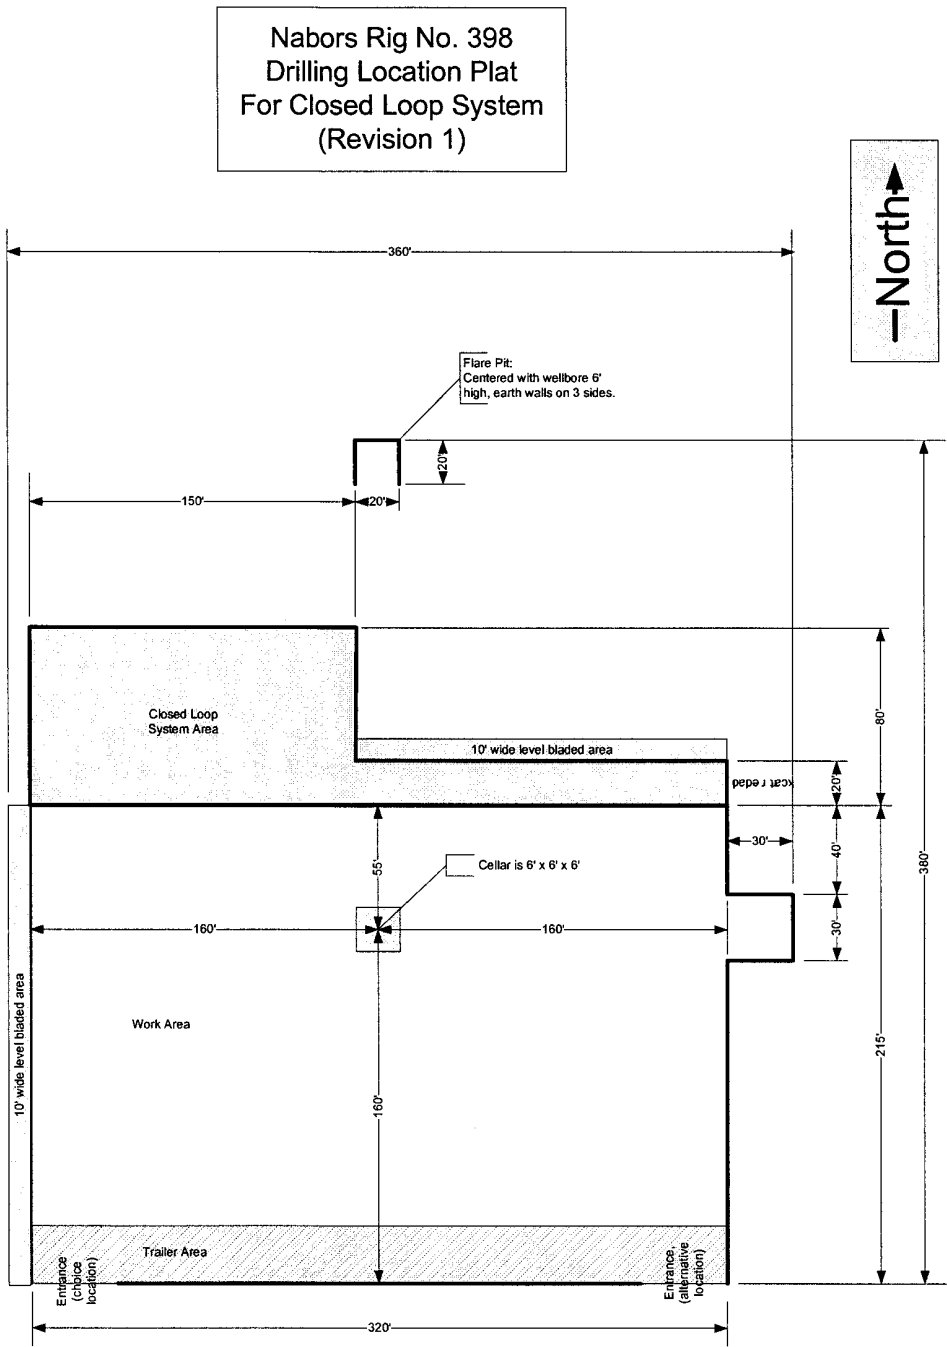 Nabors Rig No. 398
Drilling Location Plat
For Closed Loop System
(Revision 1)
North
360'
Flare Pit:
Centered with wellbore 6'
high, earth walls on 3 sides.
20'
150'
20'
Closed Loop
System Area
80'
10' wide level bladed area
20'
30'
40'
380'
55'
Cellar is 6' x 6' x 6'
160'
160'
30'
10' wide level bladed area
Work Area
215'
160'
Trailer Area
Entrance
(choice
location)
Entrance,
(alternative
location)
320'